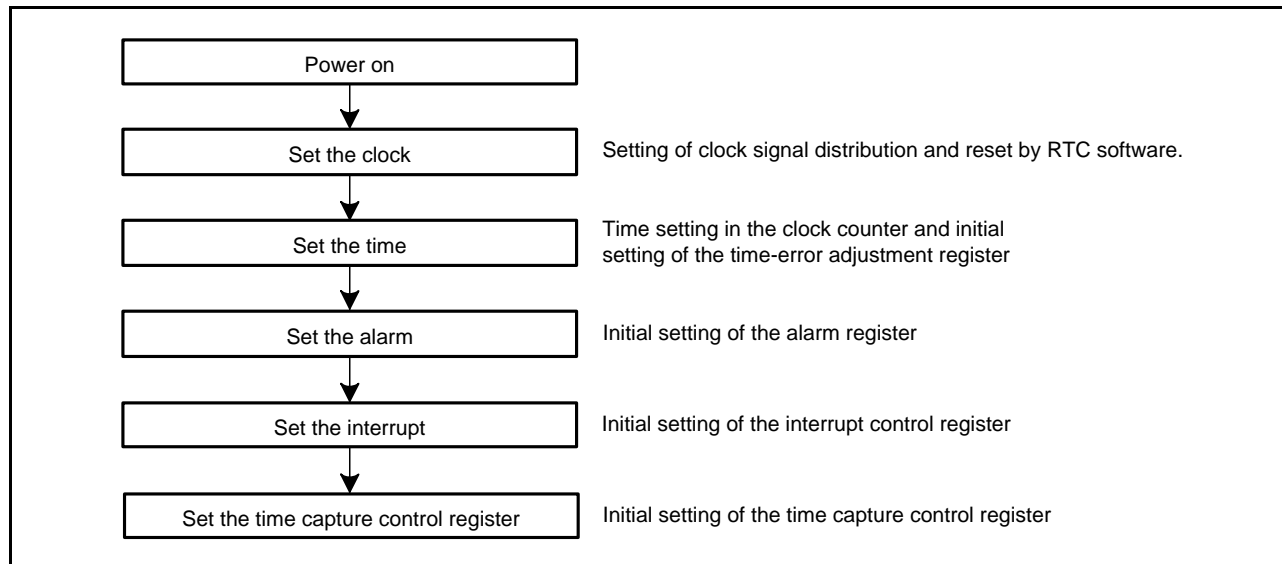 Power on
Set the clock
Setting of clock signal distribution and reset by RTC software.
Set the time
Time setting in the clock counter and initial
setting of the time-error adjustment register
Set the alarm
Initial setting of the alarm register
Set the interrupt
Initial setting of the interrupt control register
Set the time capture control register
Initial setting of the time capture control register